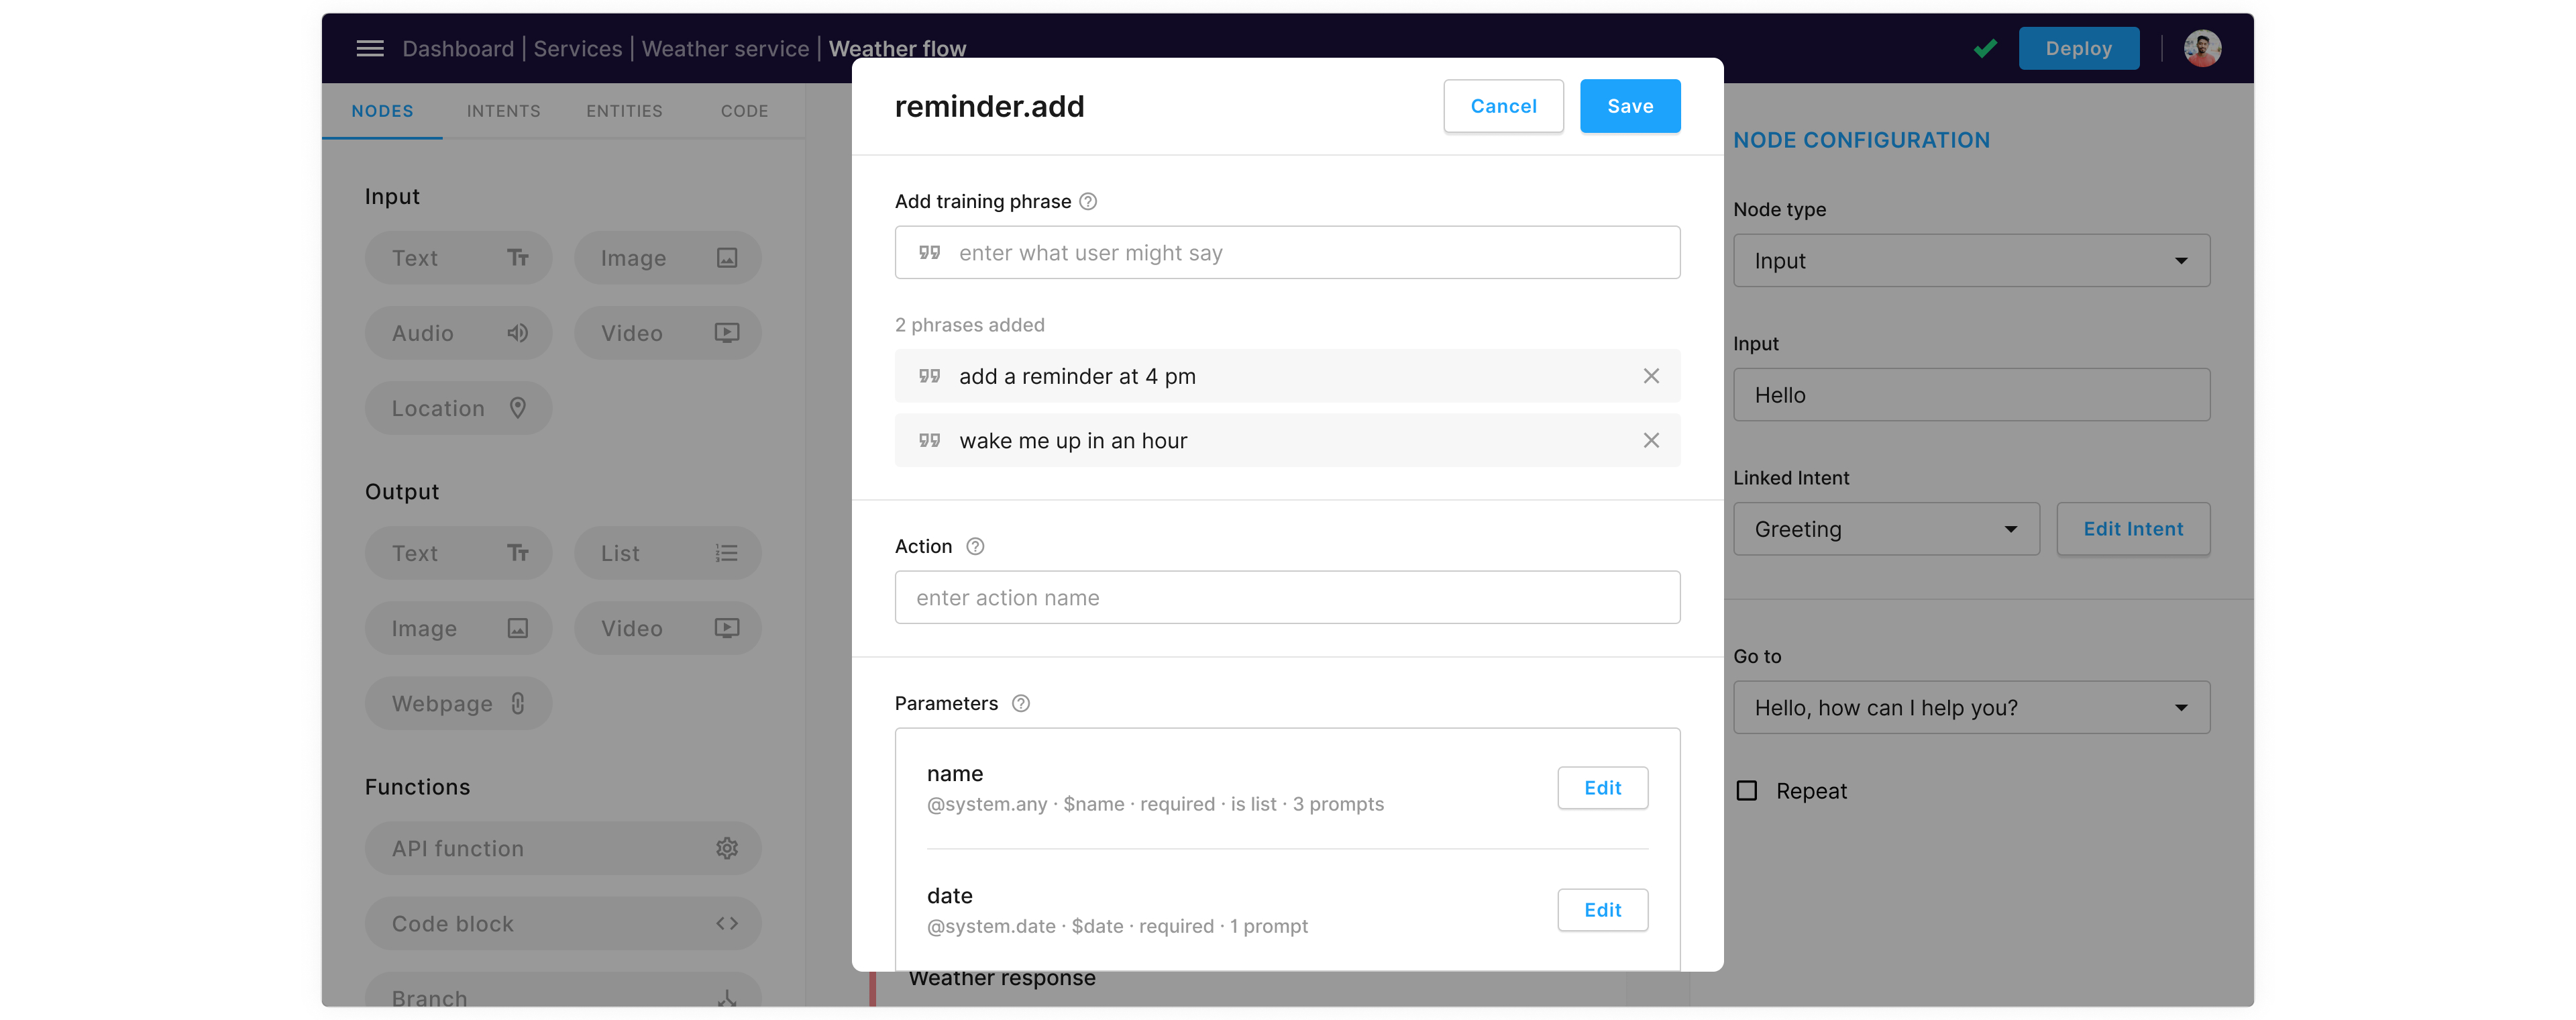 Dashboard | Services | Weather service | Weather flow
Deploy
NODES INTENTS ENTITIES CODE
Input
Text Image
Audio Video
Location
Output
Text List
Image Video
Webpage
Functions
API function
Code block
Branch
reminder.add
Cancel Save
Add training phrase
enter what user might say
2 phrases added
add a reminder at 4 pm
wake me up in an hour
Action
enter action name
Parameters
name
@system.any · $name · required · is list · 3 prompts
Edit
date
@system.date · $date · required · 1 prompt
Edit
Weather response
NODE CONFIGURATION
Node type
Input
Input
Hello
Linked Intent
Greeting Edit Intent
Go to
Hello, how can I help you?
Repeat